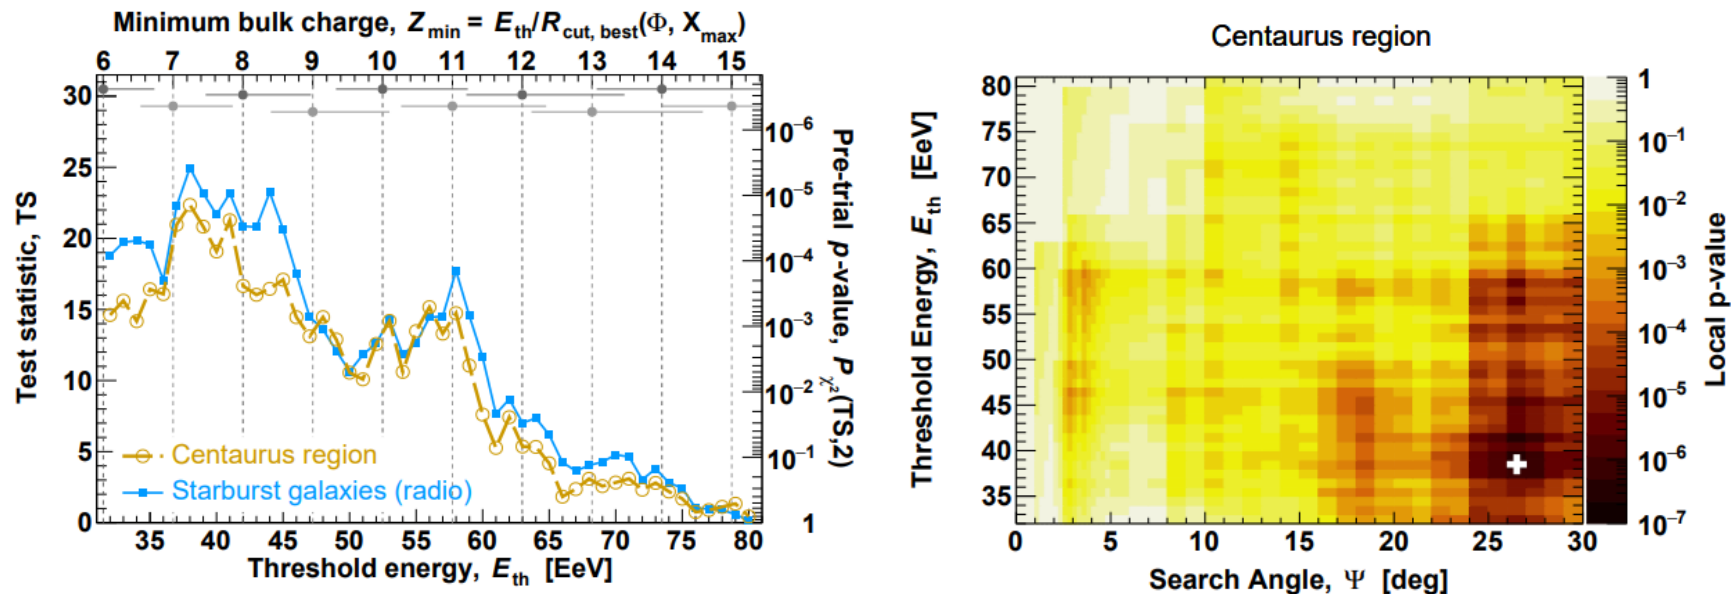 Minimum bulk charge, Z_min = E_th/R_cut, best(Φ, X_max)
6 7 8 9 10 11 12 13 14 15
30
25
20
15
10
5
0
Test statistic, TS
10⁻⁶
10⁻⁵
10⁻⁴
10⁻³
10⁻²
10⁻¹
1
Pre-trial p-value, P_χ²(TS,2)
Centaurus region
Starburst galaxies (radio)
35 40 45 50 55 60 65 70 75 80
Threshold energy, E_th [EeV]
Centaurus region
80
75
70
65
60
55
50
45
40
35
Threshold Energy, E_th [EeV]
0 5 10 15 20 25 30
Search Angle, Ψ [deg]
1
10⁻¹
10⁻²
10⁻³
10⁻⁴
10⁻⁵
10⁻⁶
10⁻⁷
Local p-value